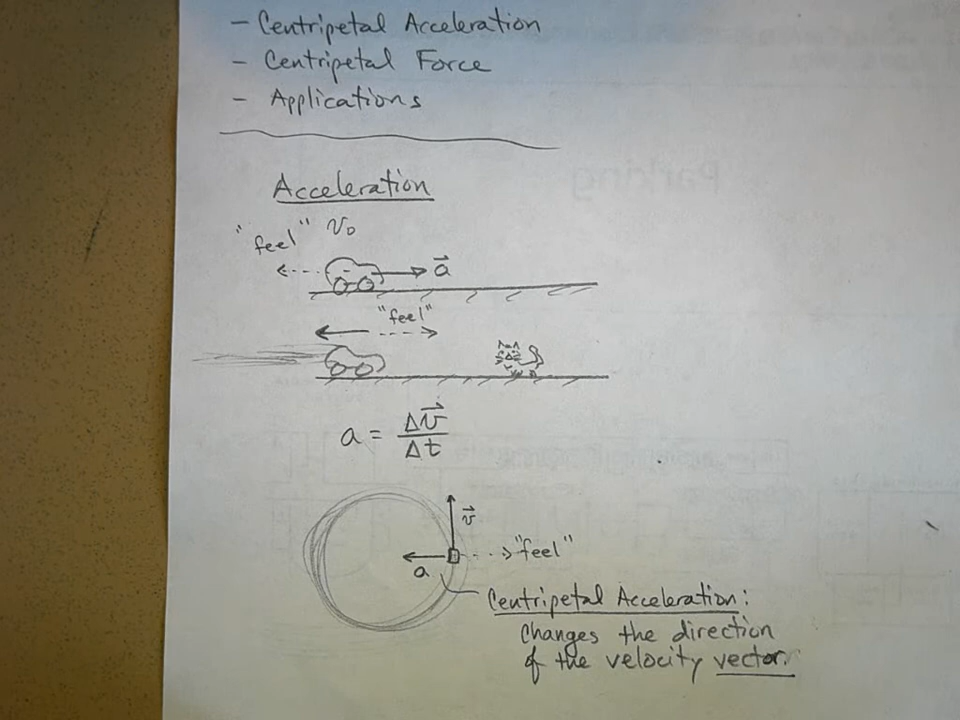 - Centripetal Acceleration
- Centripetal Force
- Applications
Acceleration
"feel" v₀
a⃗
"feel"
a = Δv⃗/Δt
v⃗
a
"feel"
Centripetal Acceleration:
Changes the direction
of the velocity vector.
Parking